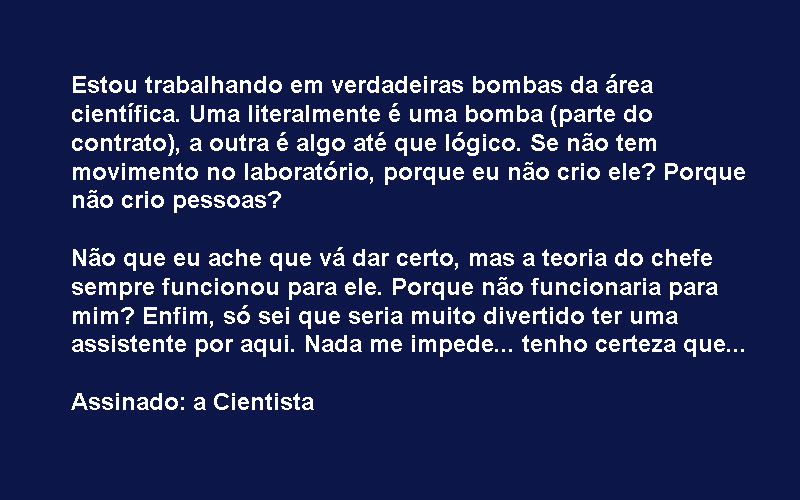 Estou trabalhando em verdadeiras bombas da área
científica. Uma literalmente é uma bomba (parte do
contrato), a outra é algo até que lógico. Se não tem
movimento no laboratório, porque eu não crio ele? Porque
não crio pessoas?
Não que eu ache que vá dar certo, mas a teoria do chefe
sempre funcionou para ele. Porque não funcionaria para
mim? Enfim, só sei que seria muito divertido ter uma
assistente por aqui. Nada me impede... tenho certeza que...
Assinado: a Cientista